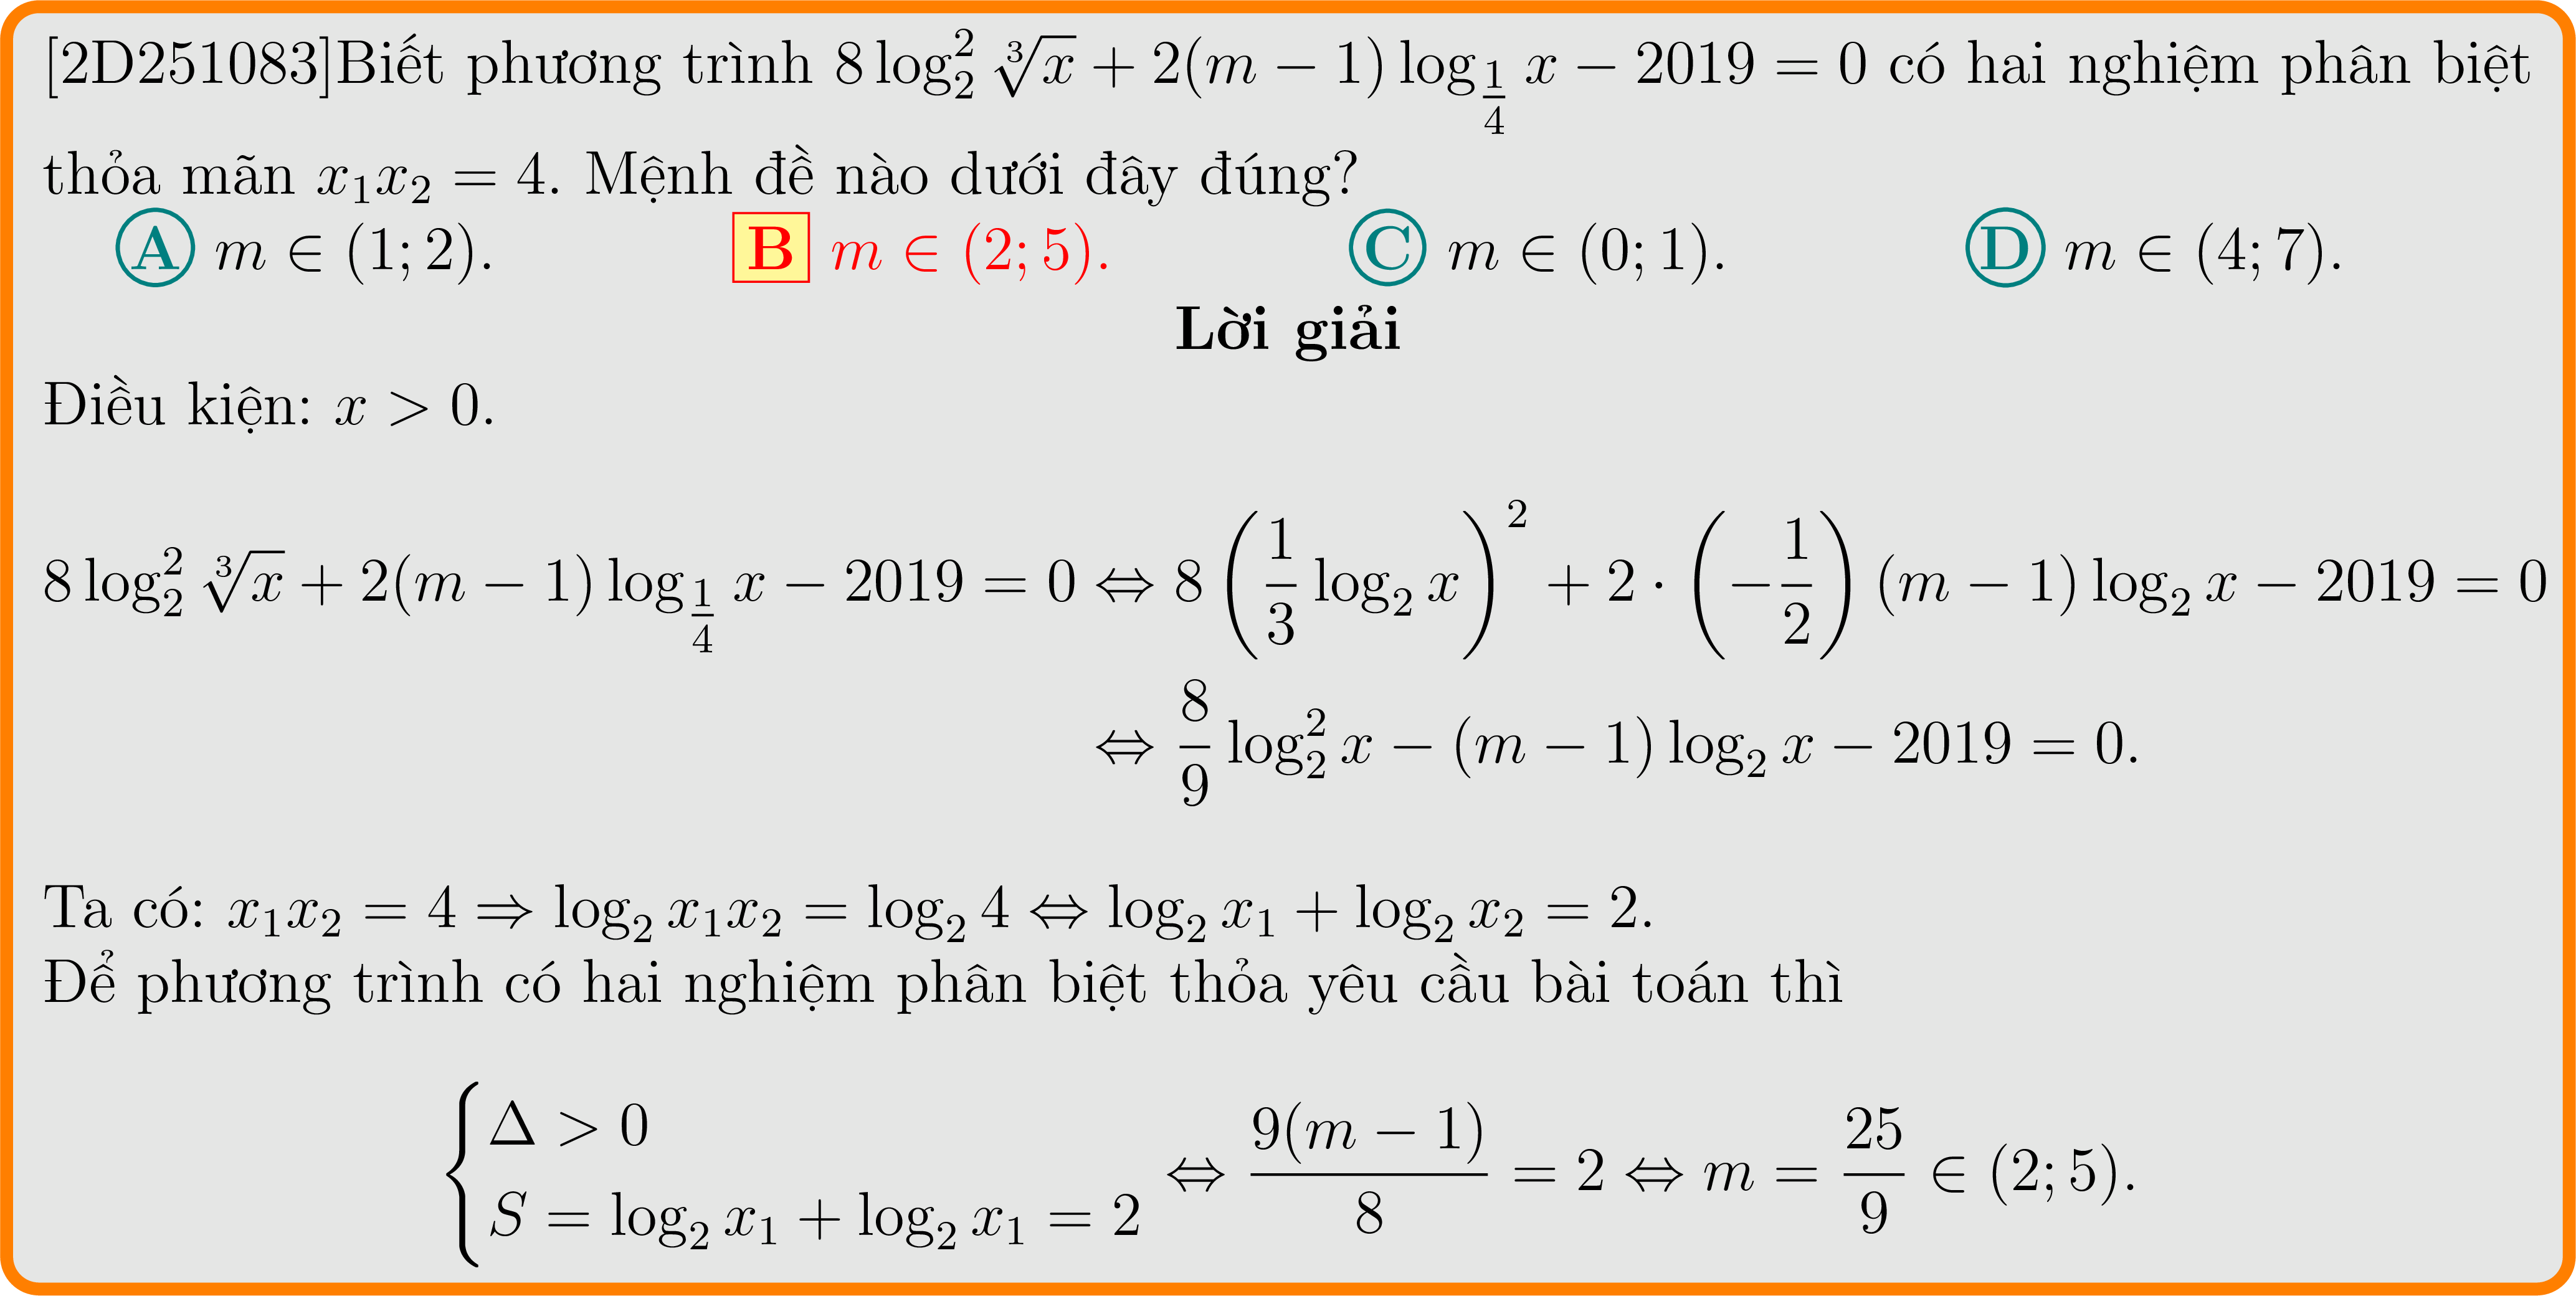 [2D251083]Biết phương trình $8\log_2^2 \sqrt[3]{x} + 2(m-1)\log_{\frac{1}{4}} x - 2019 = 0$ có hai nghiệm phân biệt
thỏa mãn $x_1x_2 = 4$. Mệnh đề nào dưới đây đúng?
A $m \in (1; 2)$. B $m \in (2; 5)$. C $m \in (0; 1)$. D $m \in (4; 7)$.
Lời giải
Điều kiện: $x > 0$.
$8\log_2^2 \sqrt[3]{x} + 2(m-1)\log_{\frac{1}{4}} x - 2019 = 0 \Leftrightarrow 8\left(\frac{1}{3}\log_2 x\right)^2 + 2 \cdot \left(-\frac{1}{2}\right)(m-1)\log_2 x - 2019 = 0$
$\Leftrightarrow \frac{8}{9}\log_2^2 x - (m-1)\log_2 x - 2019 = 0.$
Ta có: $x_1x_2 = 4 \Rightarrow \log_2 x_1x_2 = \log_2 4 \Leftrightarrow \log_2 x_1 + \log_2 x_2 = 2$.
Để phương trình có hai nghiệm phân biệt thỏa yêu cầu bài toán thì
$\begin{cases} \Delta > 0 \\ S = \log_2 x_1 + \log_2 x_1 = 2 \end{cases} \Leftrightarrow \frac{9(m-1)}{8} = 2 \Leftrightarrow m = \frac{25}{9} \in (2; 5).$